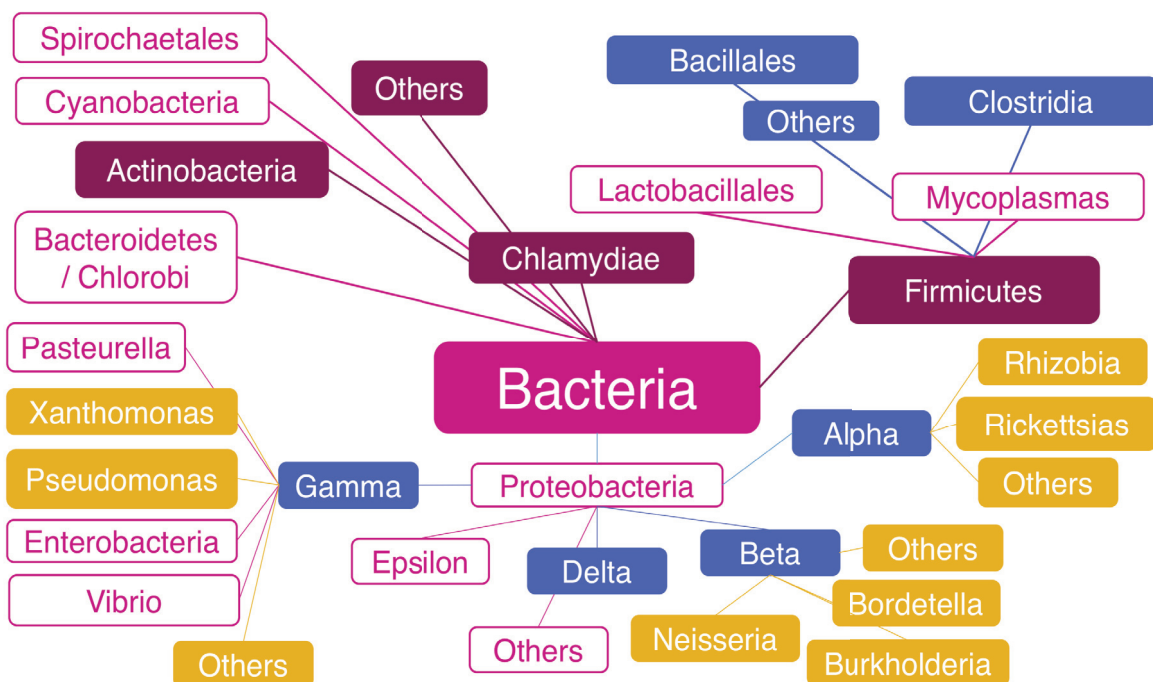 Spirochaetales
Cyanobacteria
Others
Actinobacteria
Bacteroidetes
/ Chlorobi
Chlamydiae
Bacillales
Others
Clostridia
Lactobacillales
Mycoplasmas
Firmicutes
Bacteria
Pasteurella
Xanthomonas
Pseudomonas
Enterobacteria
Vibrio
Others
Gamma
Proteobacteria
Alpha
Rhizobia
Rickettsias
Others
Epsilon
Delta
Others
Beta
Others
Bordetella
Neisseria
Burkholderia